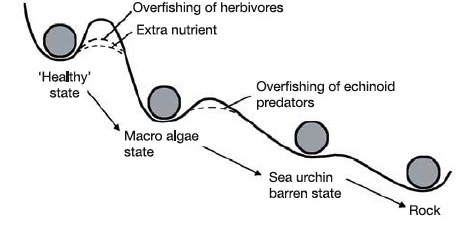 Overfishing of herbivores
Extra nutrient
'Healthy'
state
Overfishing of echinoid
predators
Macro algae
state
Sea urchin
barren state
Rock